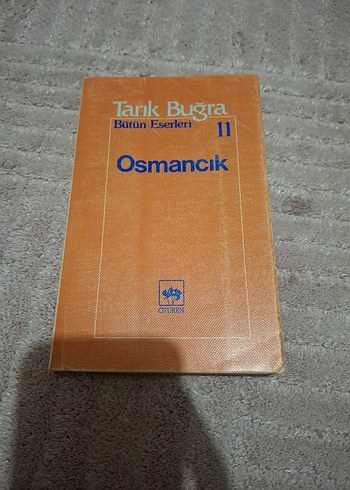 Tarık Buğra
Bütün Eserleri 11
Osmancık
ÖTÜKEN